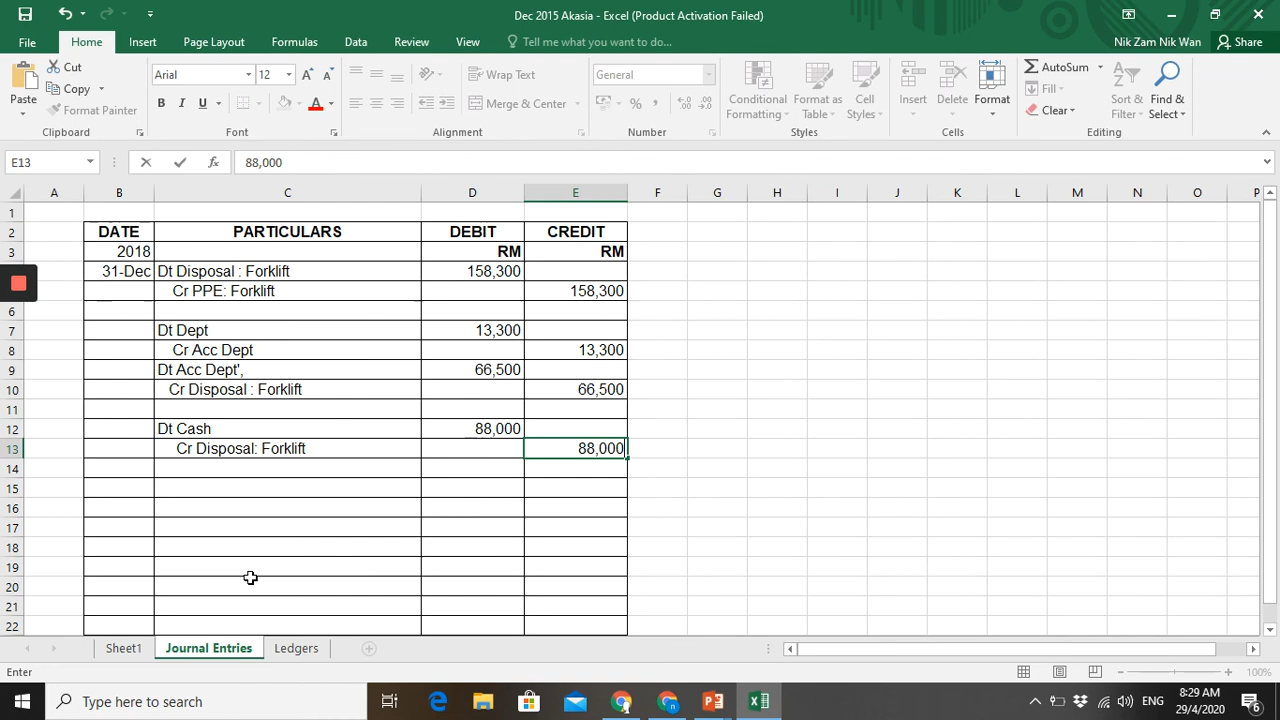 Dec 2015 Akasia - Excel (Product Activation Failed)
File Home Insert Page Layout Formulas Data Review View Tell me what you want to do... Nik Zam Nik Wan Share
Paste
Cut
Copy
Format Painter
Clipboard
Arial 12
B I U
Font
Wrap Text
Merge & Center
Alignment
General
%
Number
Conditional Formatting
Format as Table
Cell Styles
Styles
Insert Delete Format
Cells
AutoSum
Fill
Clear
Sort & Filter
Find & Select
Editing
E13 fx 88,000
A B C D E F G H I J K L M N O P
1
2 DATE PARTICULARS DEBIT CREDIT
3 2018 RM RM
31-Dec Dt Disposal : Forklift 158,300
Cr PPE: Forklift 158,300
6
7 Dt Dept 13,300
8 Cr Acc Dept 13,300
9 Dt Acc Dept', 66,500
10 Cr Disposal : Forklift 66,500
11
12 Dt Cash 88,000
13 Cr Disposal: Forklift 88,000
14
15
16
17
18
19
20
21
22
Sheet1 Journal Entries Ledgers
Enter 100%
Type here to search ENG 8:29 AM
29/4/2020 6